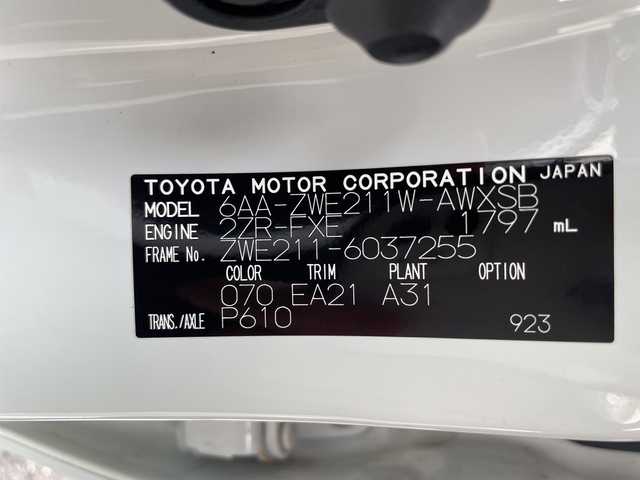 TOYOTA MOTOR CORPORATION JAPAN
MODEL 6AA-ZWE211W-AWXSB
ENGINE 2ZR-FXE 1797 mL
FRAME No. ZWE211-6037255
COLOR TRIM PLANT OPTION
070 EA21 A31
TRANS./AXLE P610 923